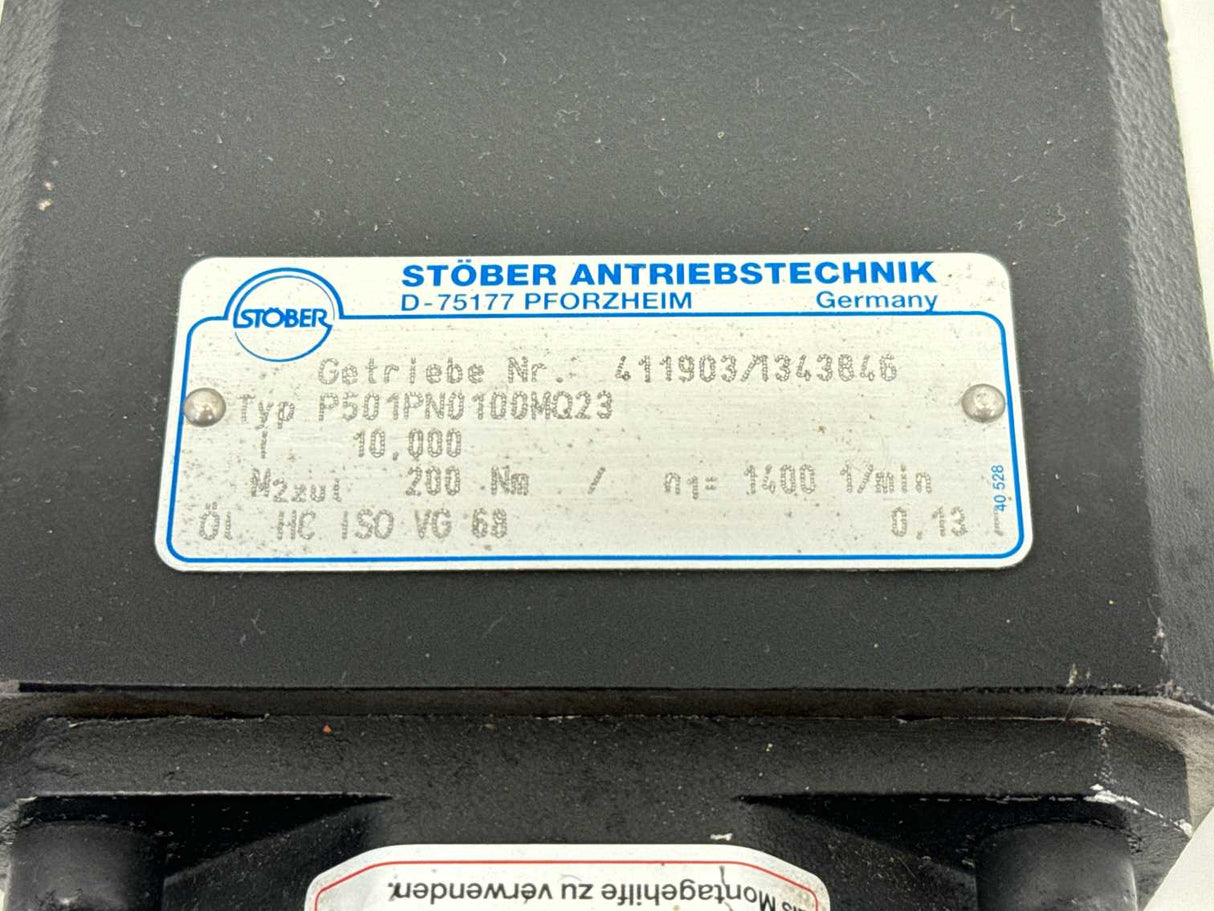 STÖBER
STÖBER ANTRIEBSTECHNIK
D-75177 PFORZHEIM Germany
Getriebe Nr. 411903/1343846
Typ P501PN0100MQ23
i 10,000
M2zul 200 Nm / n1= 1400 1/min
Öl HC ISO VG 68 0,13 l
40 528
Montagehilfe zu verwenden.